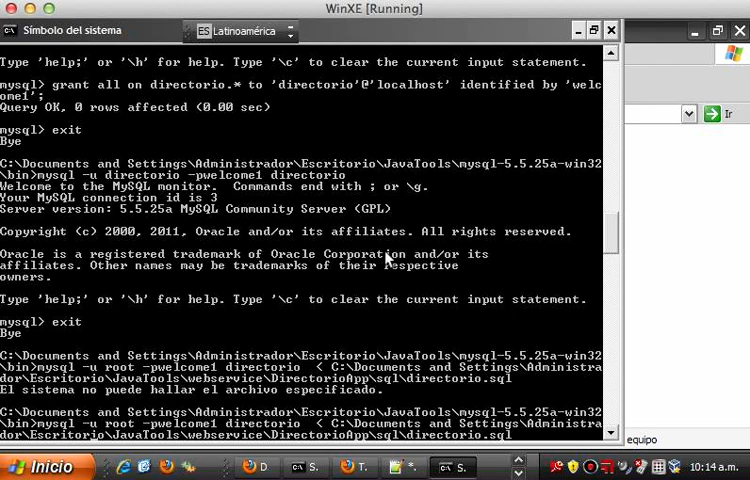 WinXE [Running]
Símbolo del sistema
ES Latinoamérica
Type 'help;' or '\h' for help. Type '\c' to clear the current input statement.
mysql> grant all on directorio.* to 'directorio'@'localhost' identified by 'welc
ome1';
Query OK, 0 rows affected (0.00 sec)
mysql> exit
Bye
C:\Documents and Settings\Administrador\Escritorio\JavaTools\mysql-5.5.25a-win32
\bin>mysql -u directorio -pwelcome1 directorio
Welcome to the MySQL monitor.  Commands end with ; or \g.
Your MySQL connection id is 3
Server version: 5.5.25a MySQL Community Server (GPL)
Copyright (c) 2000, 2011, Oracle and/or its affiliates. All rights reserved.
Oracle is a registered trademark of Oracle Corporation and/or its
affiliates. Other names may be trademarks of their respective
owners.
Type 'help;' or '\h' for help. Type '\c' to clear the current input statement.
mysql> exit
Bye
C:\Documents and Settings\Administrador\Escritorio\JavaTools\mysql-5.5.25a-win32
\bin>mysql -u root -pwelcome1 directorio  < C:\Documents and Settings\Administra
dor\Escritorio\JavaTools\webservice\DirectorioApp\sql\directorio.sql
El sistema no puede hallar el archivo especificado.
C:\Documents and Settings\Administrador\Escritorio\JavaTools\mysql-5.5.25a-win32
\bin>mysql -u root -pwelcome1 directorio  < C:\Documents and Settings\Administra
dor\Escritorio\JavaTools\webservice\DirectorioApp\sql\directorio.sql
Ir
equipo
Inicio
D
S.
T.
*.
S.
10:14 a.m.